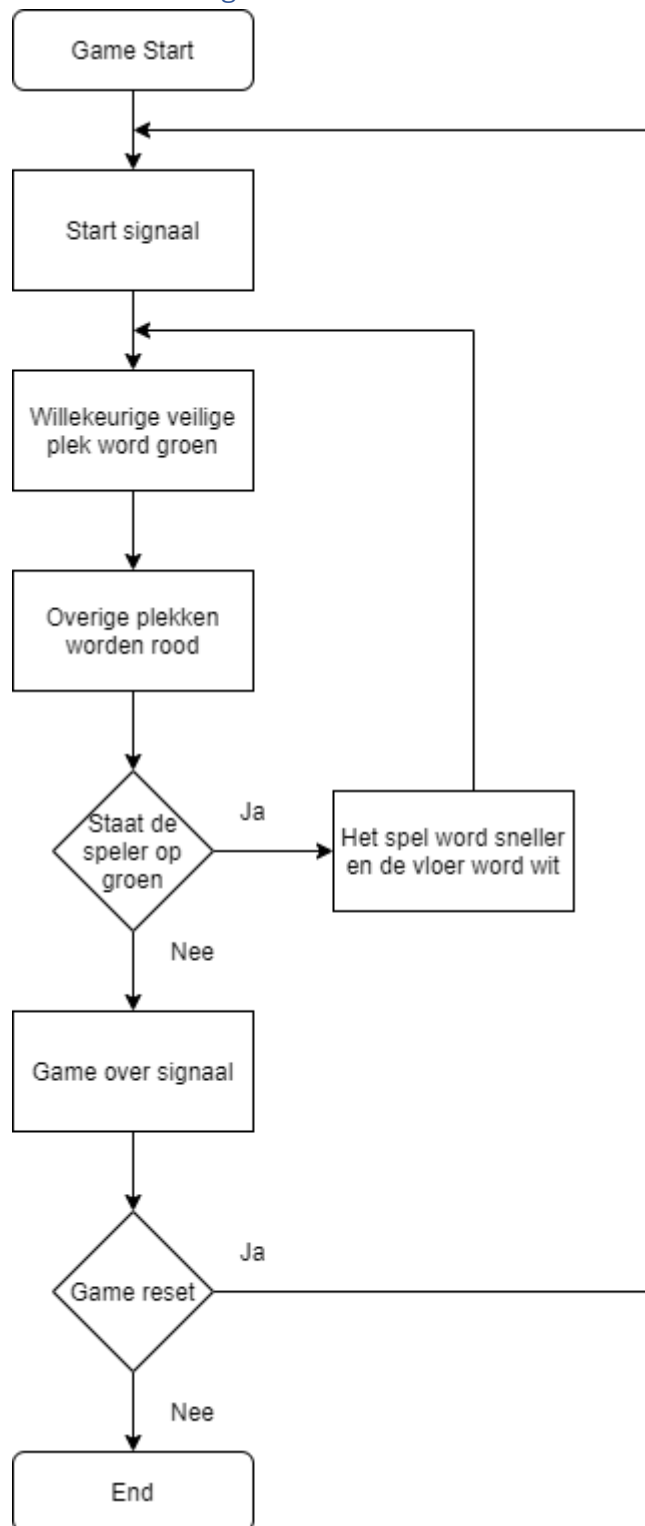 Game Start
Start signaal
Willekeurige veilige
plek word groen
Overige plekken
worden rood
Staat de
speler op
groen
Ja
Het spel word sneller
en de vloer word wit
Nee
Game over signaal
Game reset
Ja
Nee
End